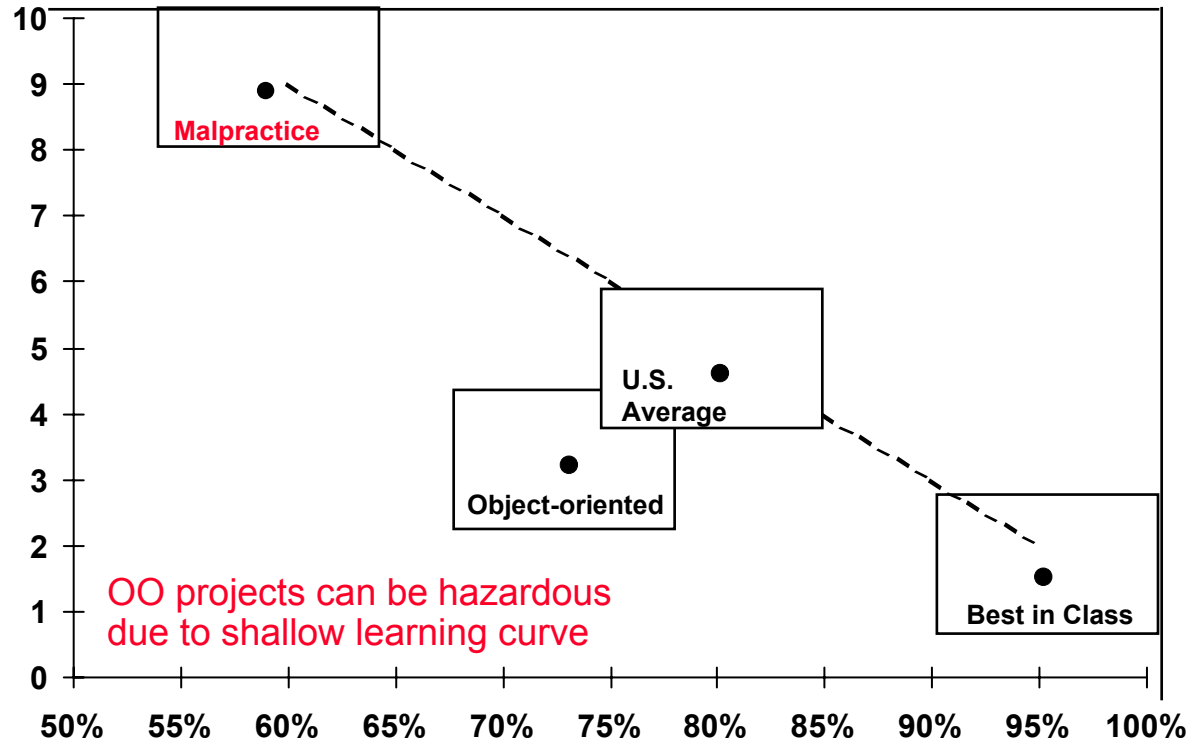 10
9
Malpractice
8
7
6
5
U.S.
Average
4
3
Object-oriented
2
OO projects can be hazardous
1
Best in Class
due to shallow learning curve
0
50% 55% 60% 65% 70% 75% 80% 85% 90% 95% 100%